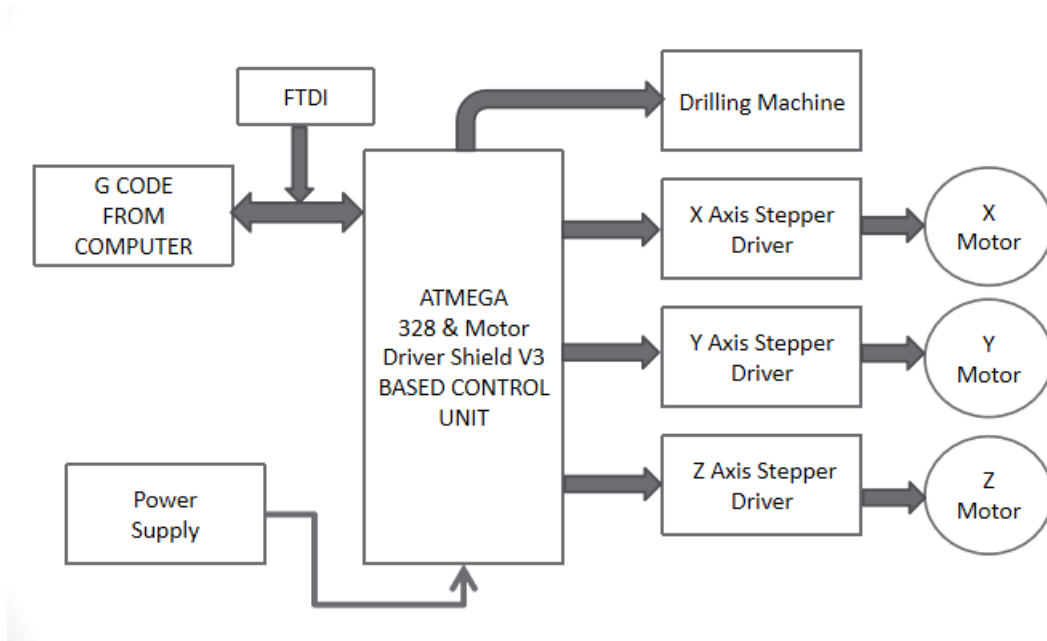 FTDI
Drilling Machine
G CODE
FROM
COMPUTER
X Axis Stepper
Driver
X
Motor
ATMEGA
328 & Motor
Driver Shield V3
BASED CONTROL
UNIT
Y Axis Stepper
Driver
Y
Motor
Z Axis Stepper
Driver
Z
Motor
Power
Supply